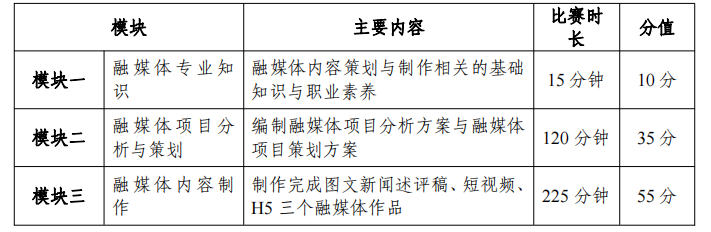 模块 主要内容 比赛时长 分值
模块一 融媒体专业知识 融媒体内容策划与制作相关的基础知识与职业素养 15 分钟 10 分
模块二 融媒体项目分析与策划 编制融媒体项目分析方案与融媒体项目策划方案 120 分钟 35 分
模块三 融媒体内容制作 制作完成图文新闻述评稿、短视频、H5 三个融媒体作品 225 分钟 55 分